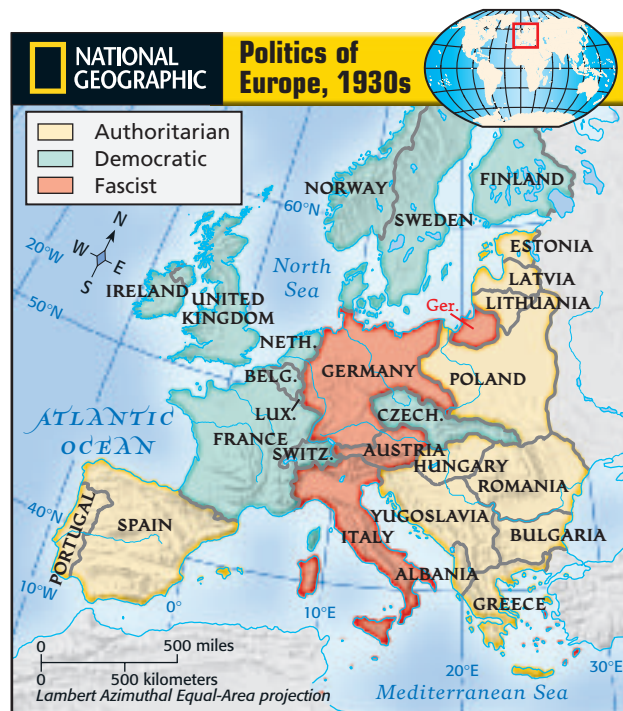 NATIONAL
GEOGRAPHIC
Politics of
Europe, 1930s
Authoritarian
Democratic
Fascist
N
W
E
S
20°W
60°N
50°N
40°N
10°W
0°
10°E
20°E
30°E
NORWAY
SWEDEN
FINLAND
North
Sea
ESTONIA
LATVIA
LITHUANIA
Ger.
IRELAND
UNITED
KINGDOM
NETH.
BELG.
LUX.
GERMANY
POLAND
CZECH.
ATLANTIC
OCEAN
FRANCE
SWITZ.
AUSTRIA
HUNGARY
ROMANIA
YUGOSLAVIA
BULGARIA
PORTUGAL
SPAIN
ITALY
ALBANIA
GREECE
0
500 miles
0
500 kilometers
Lambert Azimuthal Equal-Area projection
Mediterranean Sea